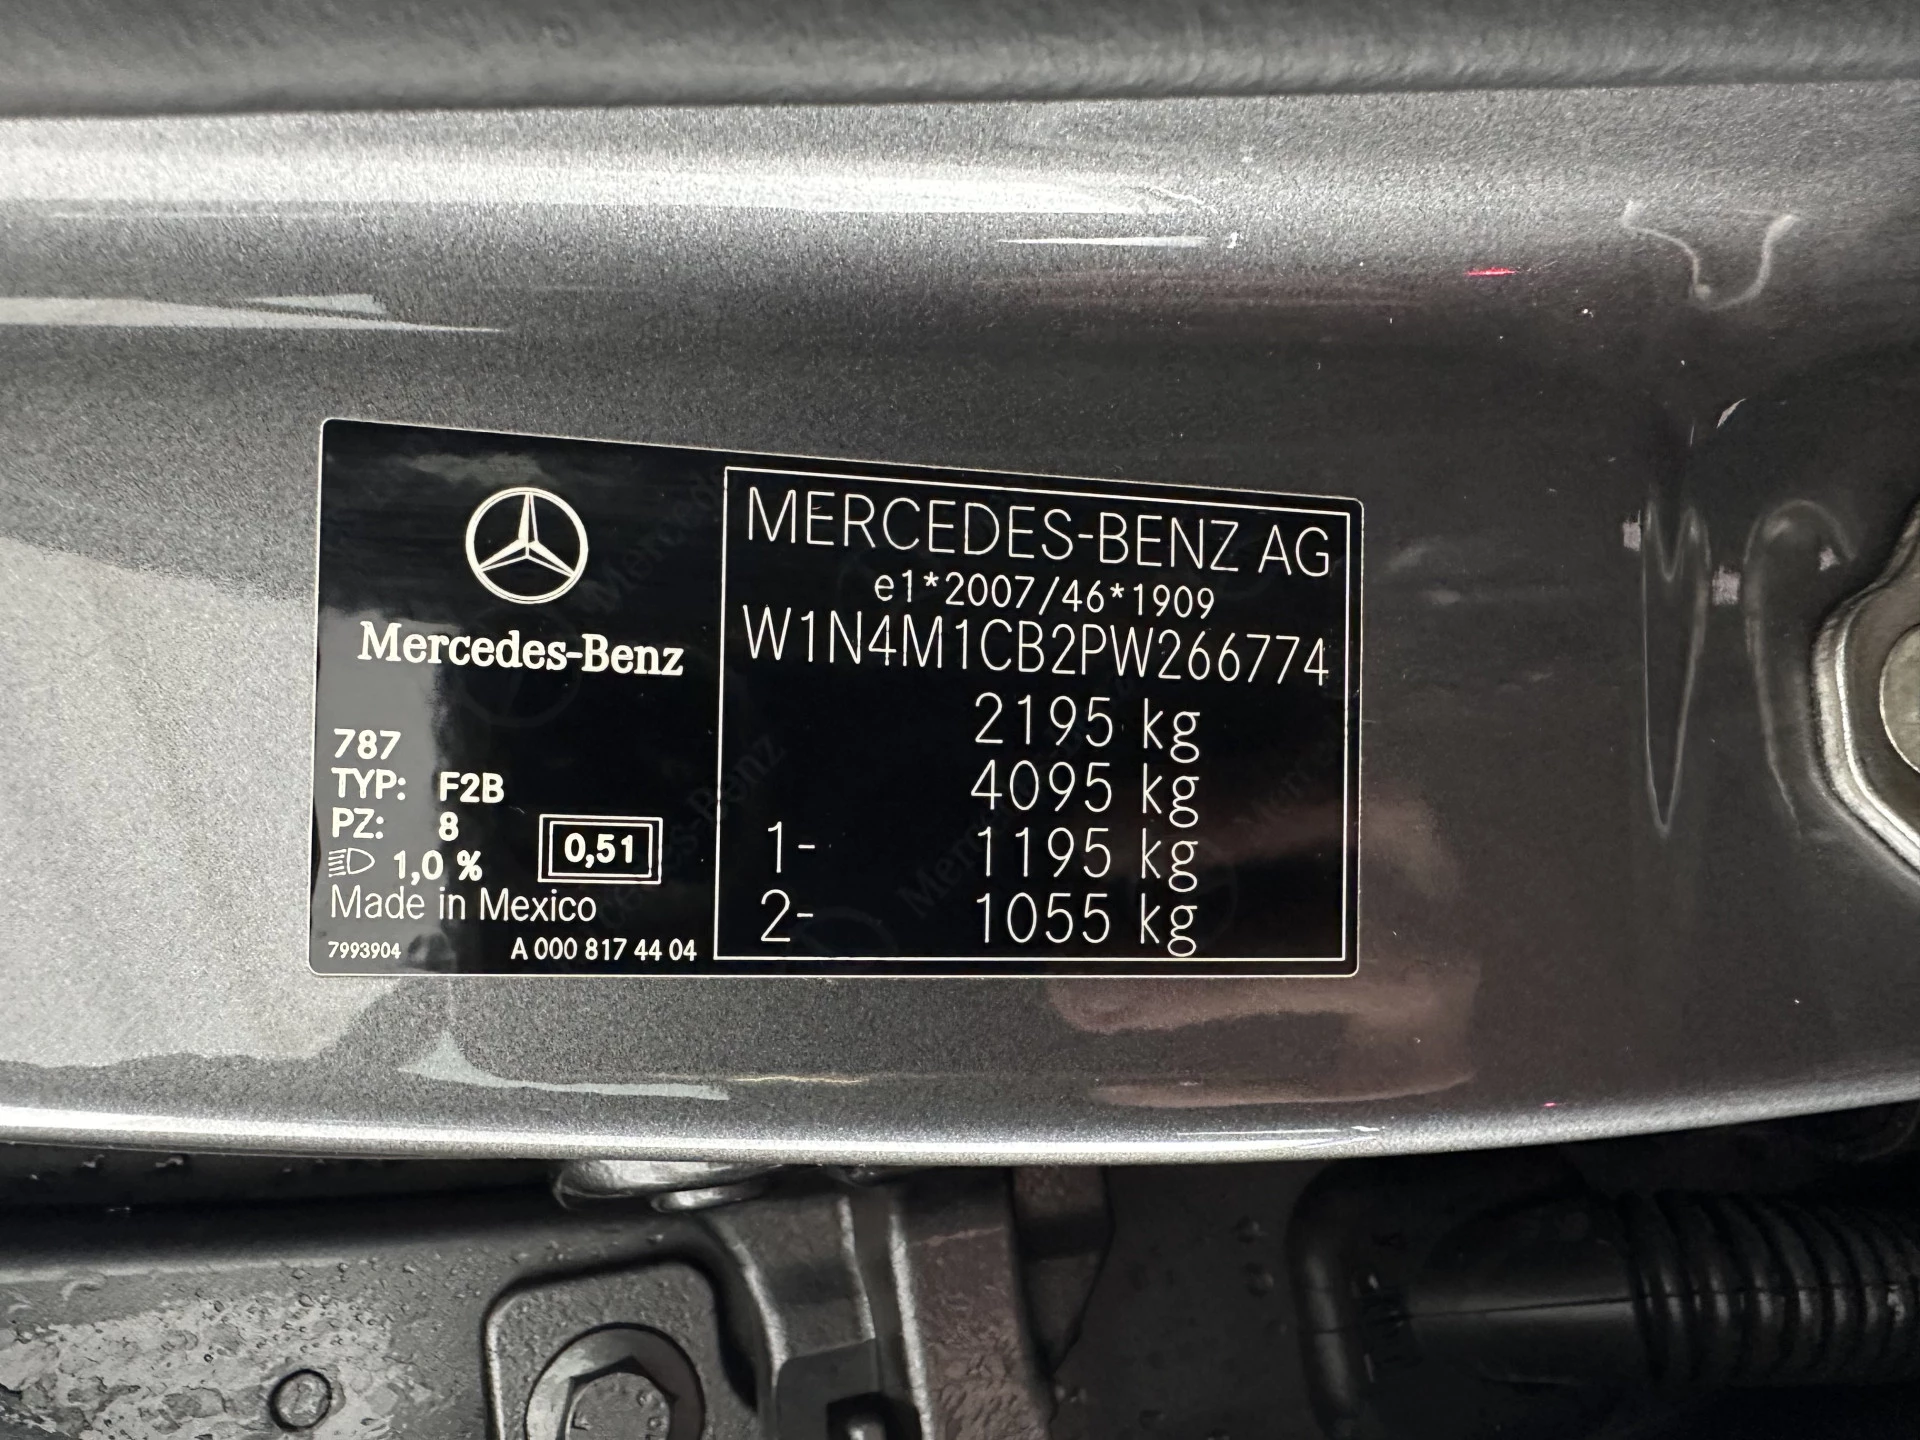 Mercedes-Benz
787
TYP: F2B
PZ: 8
1,0 %
0,51
Made in Mexico
7993904 A 000 817 44 04
MERCEDES-BENZ AG
e1*2007/46*1909
W1N4M1CB2PW266774
2195 kg
4095 kg
1- 1195 kg
2- 1055 kg